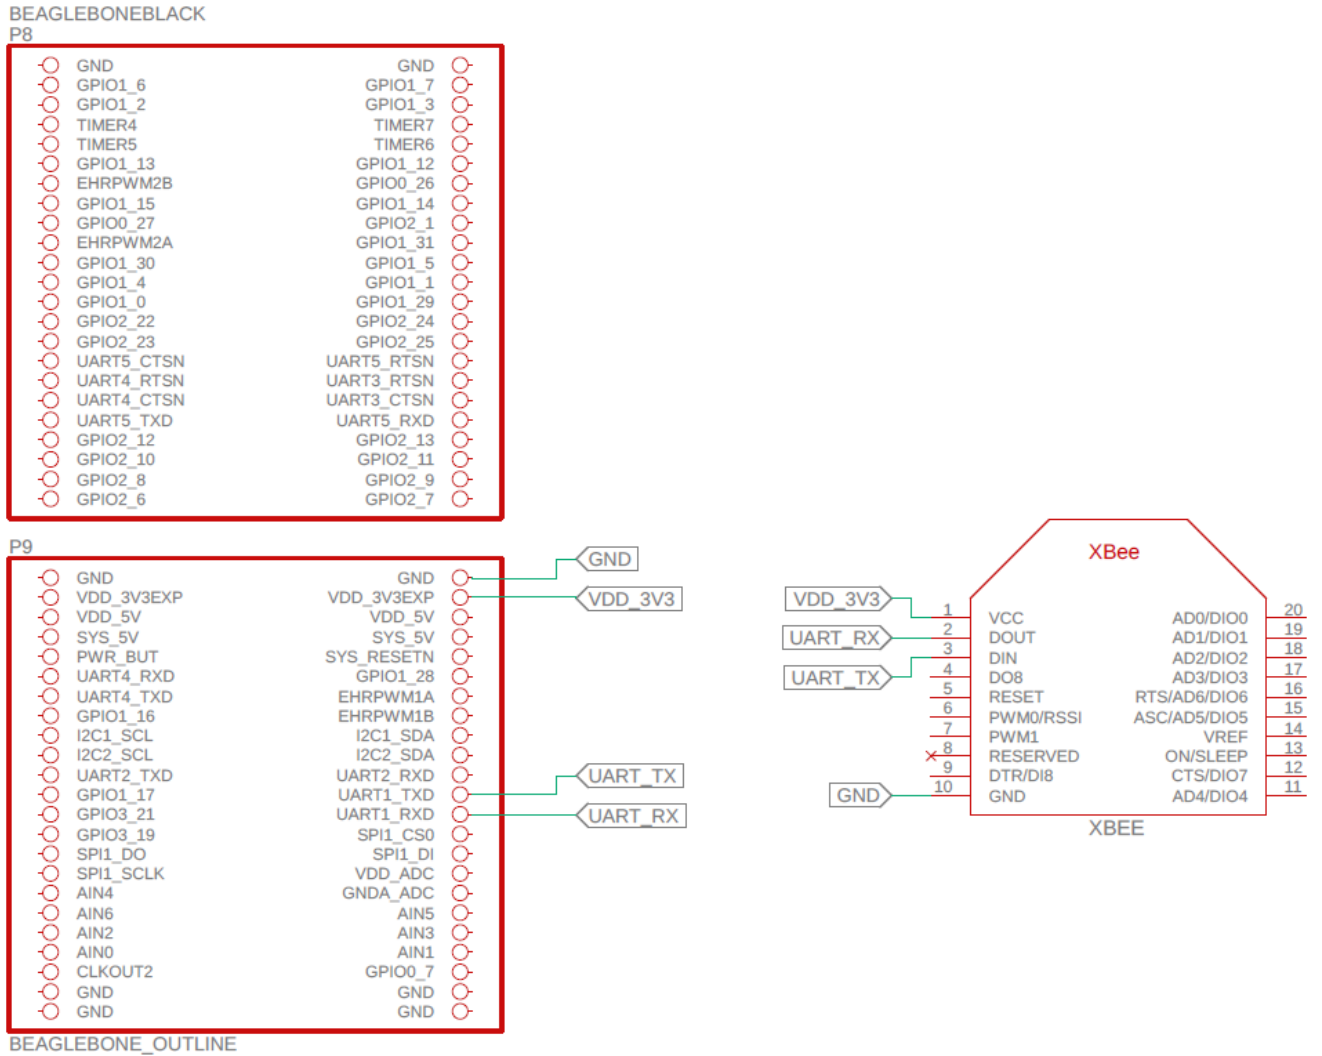 BEAGLEBONEBLACK
P8
GND GND
GPIO1_6 GPIO1_7
GPIO1_2 GPIO1_3
TIMER4 TIMER7
TIMER5 TIMER6
GPIO1_13 GPIO1_12
EHRPWM2B GPIO0_26
GPIO1_15 GPIO1_14
GPIO0_27 GPIO2_1
EHRPWM2A GPIO1_31
GPIO1_30 GPIO1_5
GPIO1_4 GPIO1_1
GPIO1_0 GPIO1_29
GPIO2_22 GPIO2_24
GPIO2_23 GPIO2_25
UART5_CTSN UART5_RTSN
UART4_RTSN UART3_RTSN
UART4_CTSN UART3_CTSN
UART5_TXD UART5_RXD
GPIO2_12 GPIO2_13
GPIO2_10 GPIO2_11
GPIO2_8 GPIO2_9
GPIO2_6 GPIO2_7
P9
GND GND
VDD_3V3EXP VDD_3V3EXP
VDD_5V VDD_5V
SYS_5V SYS_5V
PWR_BUT SYS_RESETN
UART4_RXD GPIO1_28
UART4_TXD EHRPWM1A
GPIO1_16 EHRPWM1B
I2C1_SCL I2C1_SDA
I2C2_SCL I2C2_SDA
UART2_TXD UART2_RXD
GPIO1_17 UART1_TXD
GPIO3_21 UART1_RXD
GPIO3_19 SPI1_CS0
SPI1_DO SPI1_DI
SPI1_SCLK VDD_ADC
AIN4 GNDA_ADC
AIN6 AIN5
AIN2 AIN3
AIN0 AIN1
CLKOUT2 GPIO0_7
GND GND
GND GND
BEAGLEBONE_OUTLINE
GND
VDD_3V3
UART_TX
UART_RX
XBee
VDD_3V3
UART_RX
UART_TX
GND
1 VCC AD0/DIO0 20
2 DOUT AD1/DIO1 19
3 DIN AD2/DIO2 18
4 DO8 AD3/DIO3 17
5 RESET RTS/AD6/DIO6 16
6 PWM0/RSSI ASC/AD5/DIO5 15
7 PWM1 VREF 14
8 RESERVED ON/SLEEP 13
9 DTR/DI8 CTS/DIO7 12
10 GND AD4/DIO4 11
XBEE